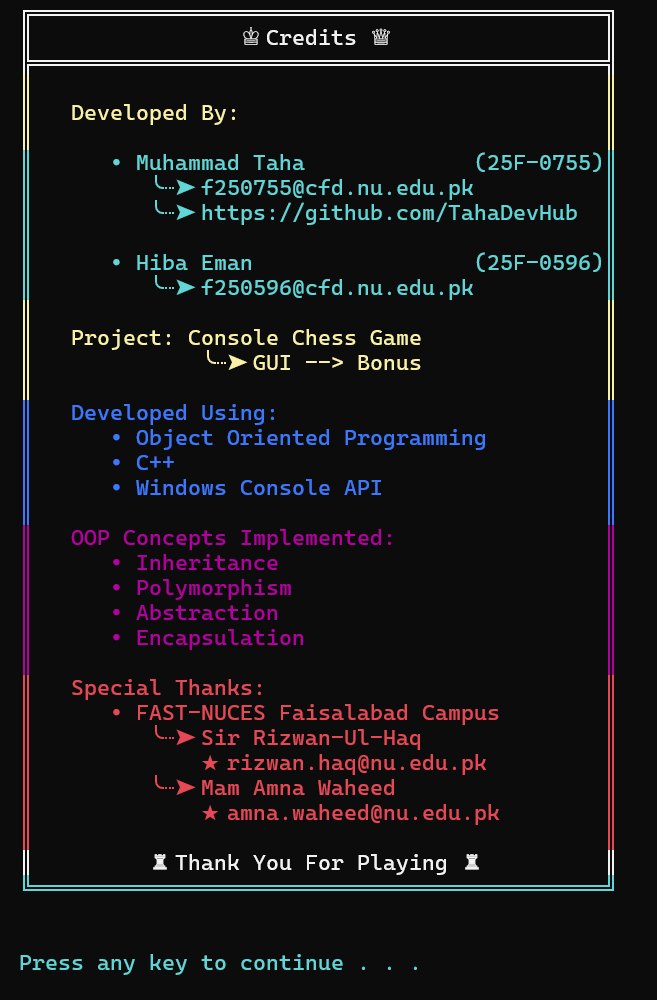 ♔ Credits ♕
Developed By:
• Muhammad Taha (25F-0755)
╰┈➤ f250755@cfd.nu.edu.pk
╰┈➤ https://github.com/TahaDevHub
• Hiba Eman (25F-0596)
╰┈➤ f250596@cfd.nu.edu.pk
Project: Console Chess Game
╰┈➤ GUI --> Bonus
Developed Using:
• Object Oriented Programming
• C++
• Windows Console API
OOP Concepts Implemented:
• Inheritance
• Polymorphism
• Abstraction
• Encapsulation
Special Thanks:
• FAST-NUCES Faisalabad Campus
╰┈➤ Sir Rizwan-Ul-Haq
★ rizwan.haq@nu.edu.pk
╰┈➤ Mam Amna Waheed
★ amna.waheed@nu.edu.pk
♜ Thank You For Playing ♜
Press any key to continue . . .